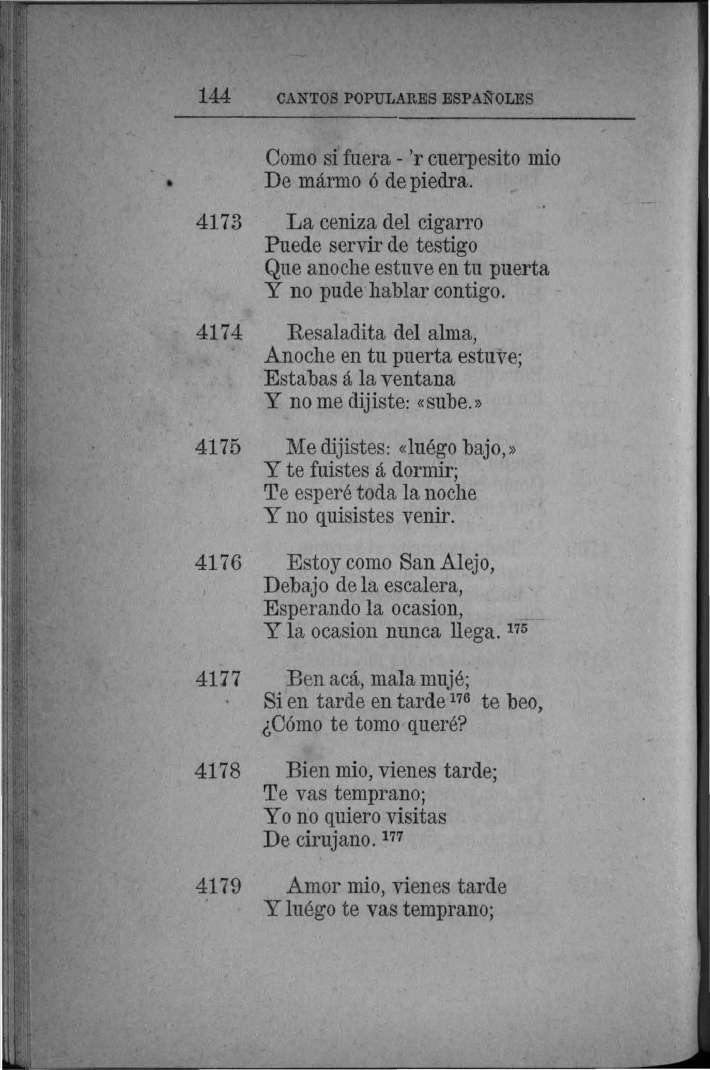 144 CANTOS POPULARES ESPAÑOLES
Como si fuera - 'r cuerpesito mio
De mármo ó de piedra.
4173 La ceniza del cigarro
Puede servir de testigo
Que anoche estuve en tu puerta
Y no pude hablar contigo.
4174 Resaladita del alma,
Anoche en tu puerta estuve;
Estabas á la ventana
Y no me dijiste: «sube.»
4175 Me dijistes: «luégo bajo,»
Y te fuistes á dormir;
Te esperé toda la noche
Y no quisistes venir.
4176 Estoy como San Alejo,
Debajo de la escalera,
Esperando la ocasion,
Y la ocasion nunca llega. 175
4177 Ben acá, mala mujé;
Si en tarde en tarde 176 te beo,
¿Cómo te tomo queré?
4178 Bien mio, vienes tarde;
Te vas temprano;
Yo no quiero visitas
De cirujano. 177
4179 Amor mio, vienes tarde
Y luégo te vas temprano;